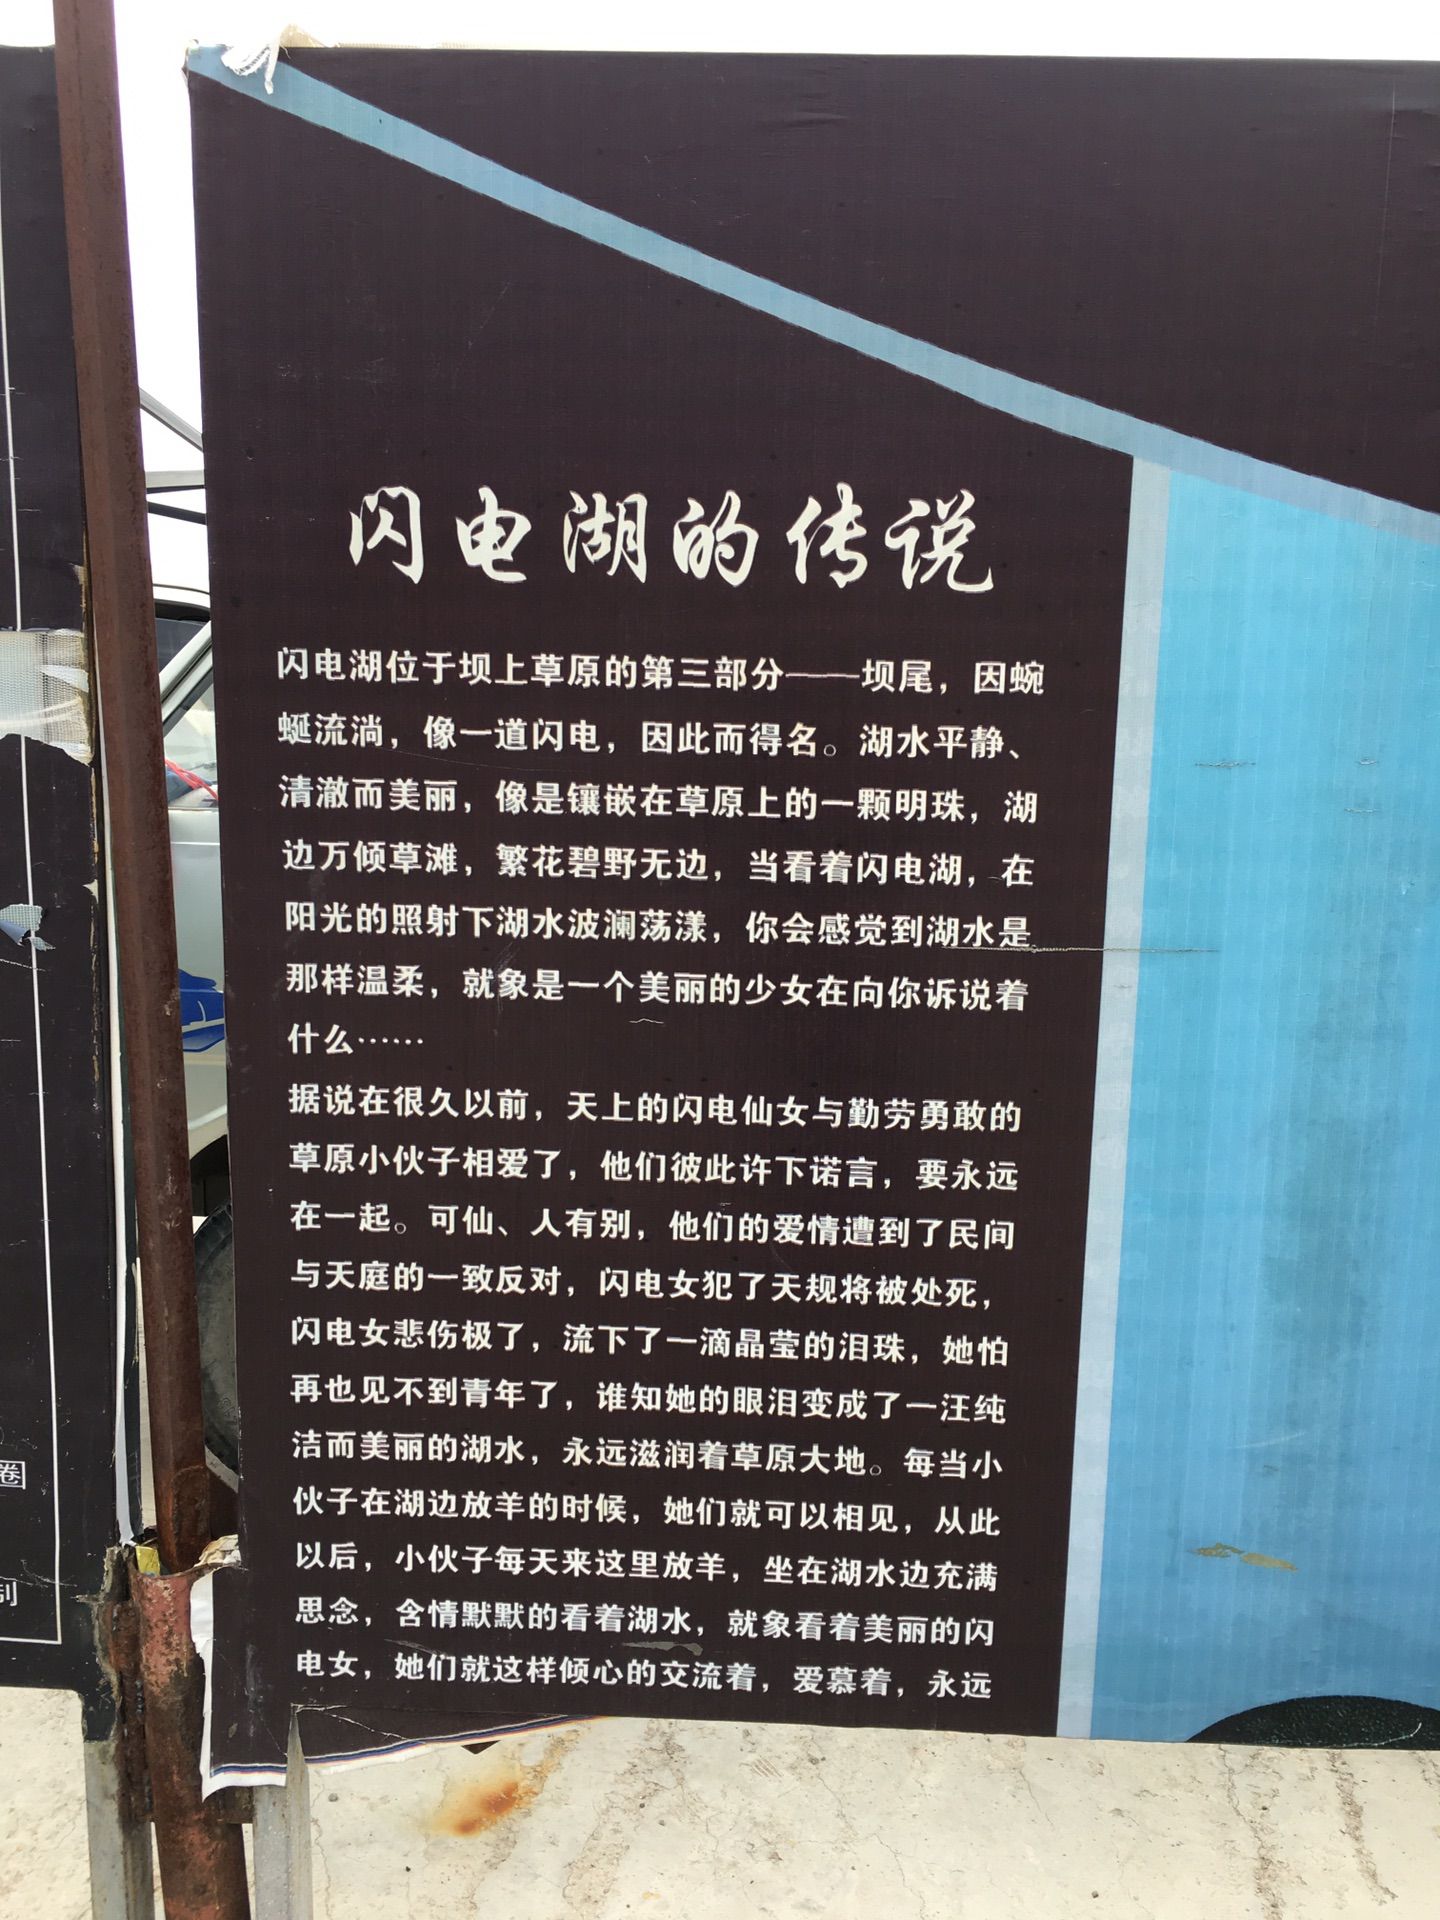 闪电湖的传说
闪电湖位于坝上草原的第三部分——坝尾，因蜿
蜒流淌，像一道闪电，因此而得名。湖水平静、
清澈而美丽，像是镶嵌在草原上的一颗明珠，湖
边万倾草滩，繁花碧野无边，当看着闪电湖，在
阳光的照射下湖水波澜荡漾，你会感觉到湖水是
那样温柔，就象是一个美丽的少女在向你诉说着
什么……
据说在很久以前，天上的闪电仙女与勤劳勇敢的
草原小伙子相爱了，他们彼此许下诺言，要永远
在一起。可仙、人有别，他们的爱情遭到了民间
与天庭的一致反对，闪电女犯了天规将被处死，
闪电女悲伤极了，流下了一滴晶莹的泪珠，她怕
再也见不到青年了，谁知她的眼泪变成了一汪纯
洁而美丽的湖水，永远滋润着草原大地。每当小
伙子在湖边放羊的时候，她们就可以相见，从此
以后，小伙子每天来这里放羊，坐在湖水边充满
思念，含情默默的看着湖水，就象看着美丽的闪
电女，她们就这样倾心的交流着，爱慕着，永远
卷
制